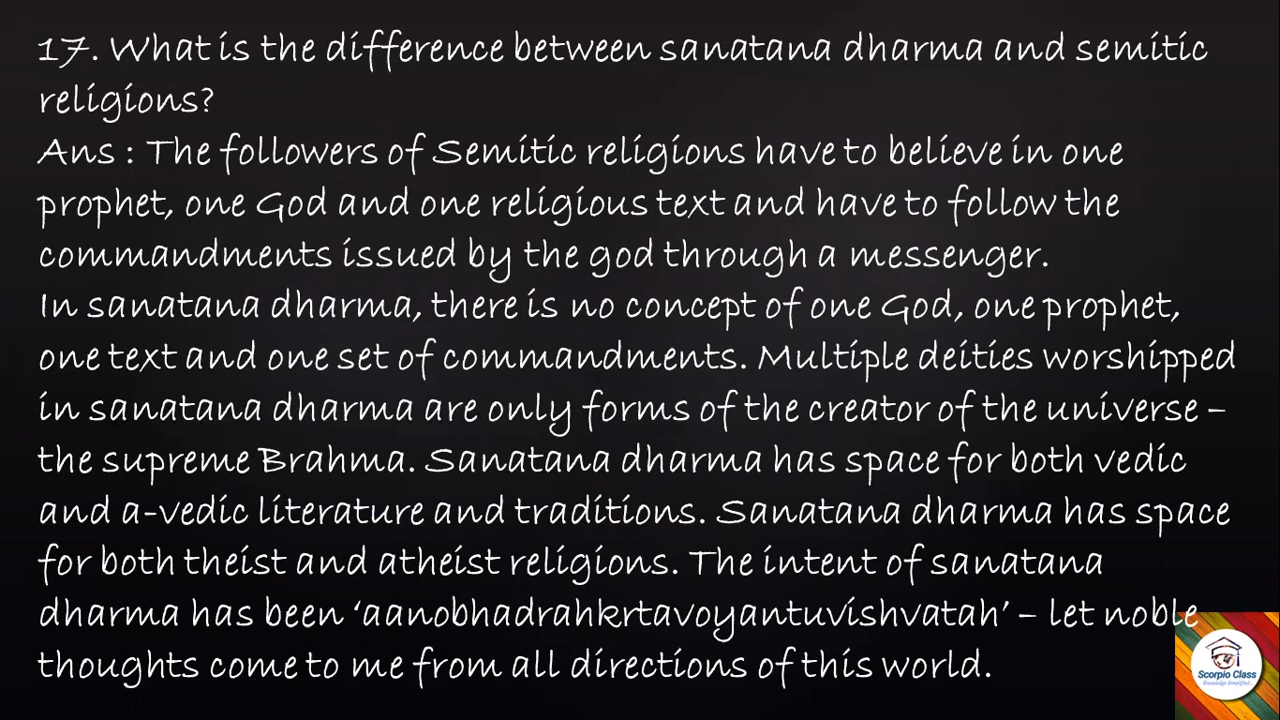 17. What is the difference between sanatana dharma and semitic
religions?
Ans : The followers of Semitic religions have to believe in one
prophet, one God and one religious text and have to follow the
commandments issued by the god through a messenger.
In sanatana dharma, there is no concept of one God, one prophet,
one text and one set of commandments. Multiple deities worshipped
in sanatana dharma are only forms of the creator of the universe –
the supreme Brahma. Sanatana dharma has space for both vedic
and a-vedic literature and traditions. Sanatana dharma has space
for both theist and atheist religions. The intent of sanatana
dharma has been ‘aanobhadrahkrtavoyantuvishvatah’ – let noble
thoughts come to me from all directions of this world.
Scorpio Class
Knowledge Simplified...